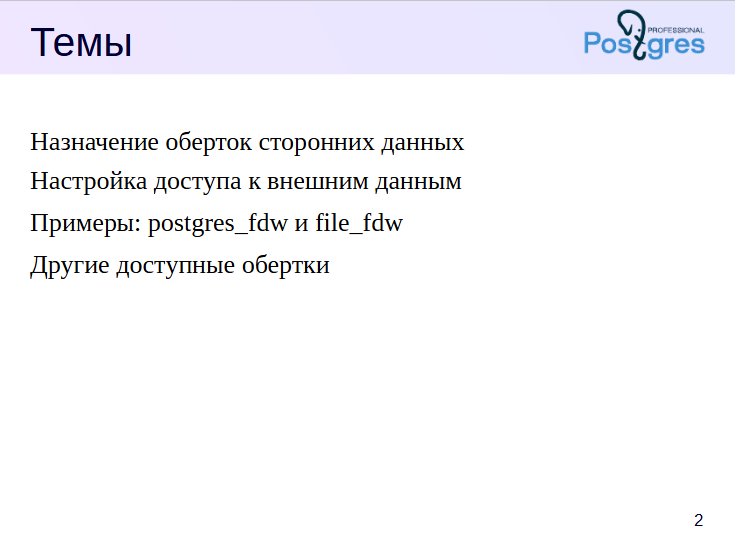 Темы
PROFESSIONAL
Postgres
Назначение оберток сторонних данных
Настройка доступа к внешним данным
Примеры: postgres_fdw и file_fdw
Другие доступные обертки
2